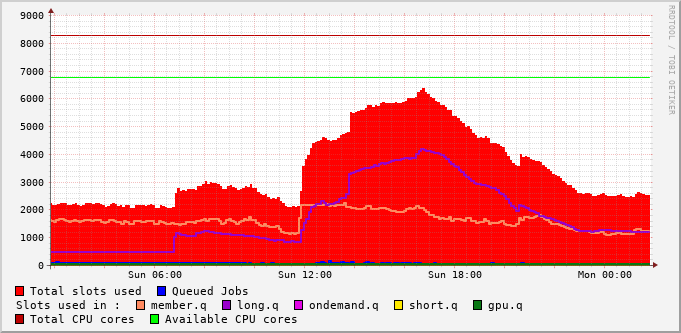 9000
8000
7000
6000
5000
4000
3000
2000
1000
0
Sun 06:00 Sun 12:00 Sun 18:00 Mon 00:00
RRDTOOL / TOBI OETIKER
Total slots used Queued Jobs
Slots used in : member.q long.q ondemand.q short.q gpu.q
Total CPU cores Available CPU cores